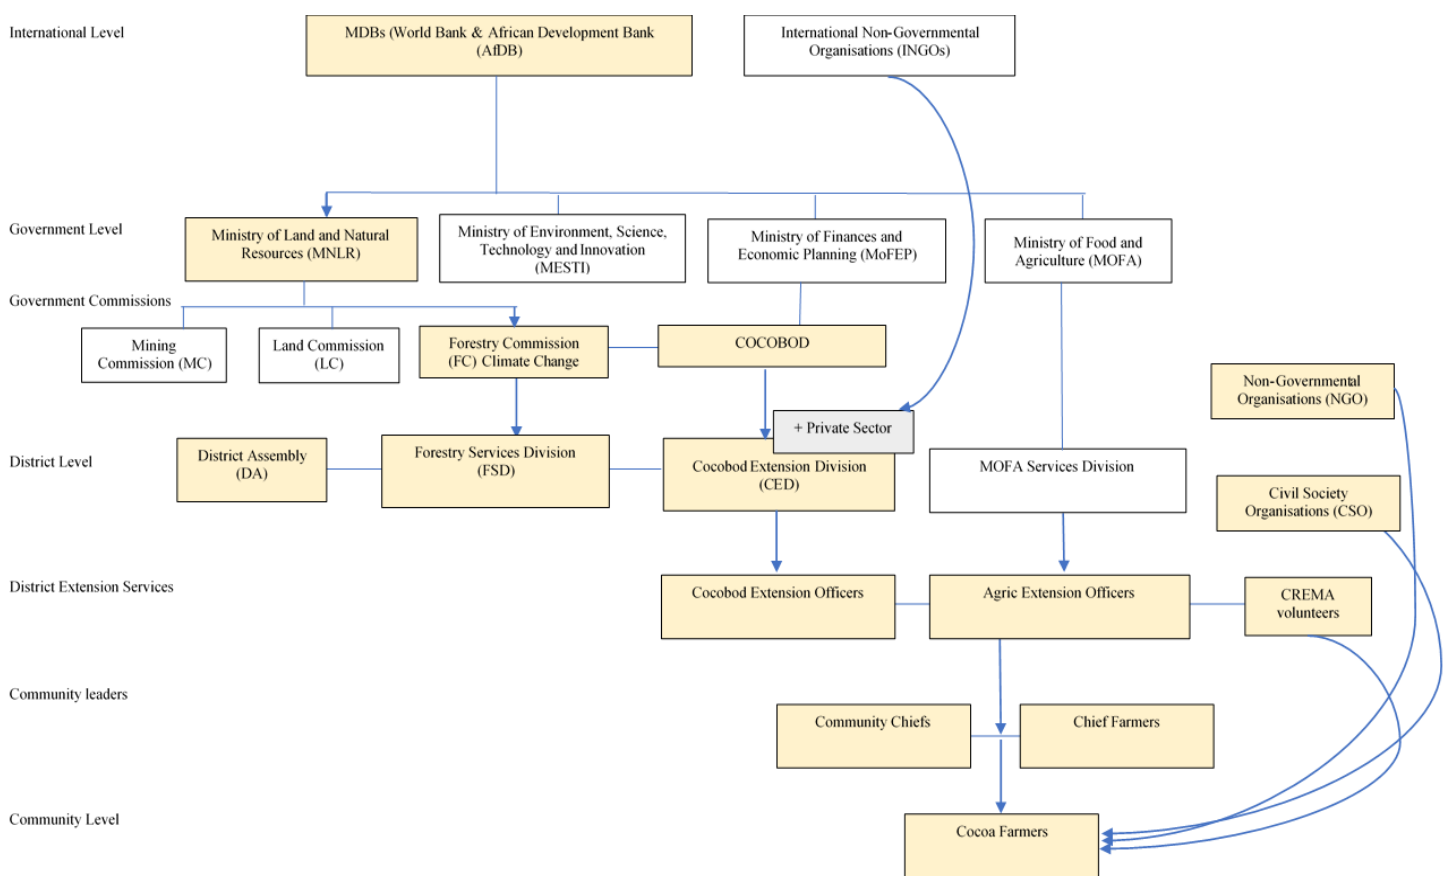 International Level
MDBs (World Bank & African Development Bank
(AfDB)
International Non-Governmental
Organisations (INGOs)
Government Level
Ministry of Land and Natural
Resources (MNLR)
Ministry of Environment, Science,
Technology and Innovation
(MESTI)
Ministry of Finances and
Economic Planning (MoFEP)
Ministry of Food and
Agriculture (MOFA)
Government Commissions
Mining
Commission (MC)
Land Commission
(LC)
Forestry Commission
(FC) Climate Change
COCOBOD
Non-Governmental
Organisations (NGO)
+ Private Sector
District Level
District Assembly
(DA)
Forestry Services Division
(FSD)
Cocobod Extension Division
(CED)
MOFA Services Division
Civil Society
Organisations (CSO)
District Extension Services
Cocobod Extension Officers
Agric Extension Officers
CREMA
volunteers
Community leaders
Community Chiefs
Chief Farmers
Community Level
Cocoa Farmers